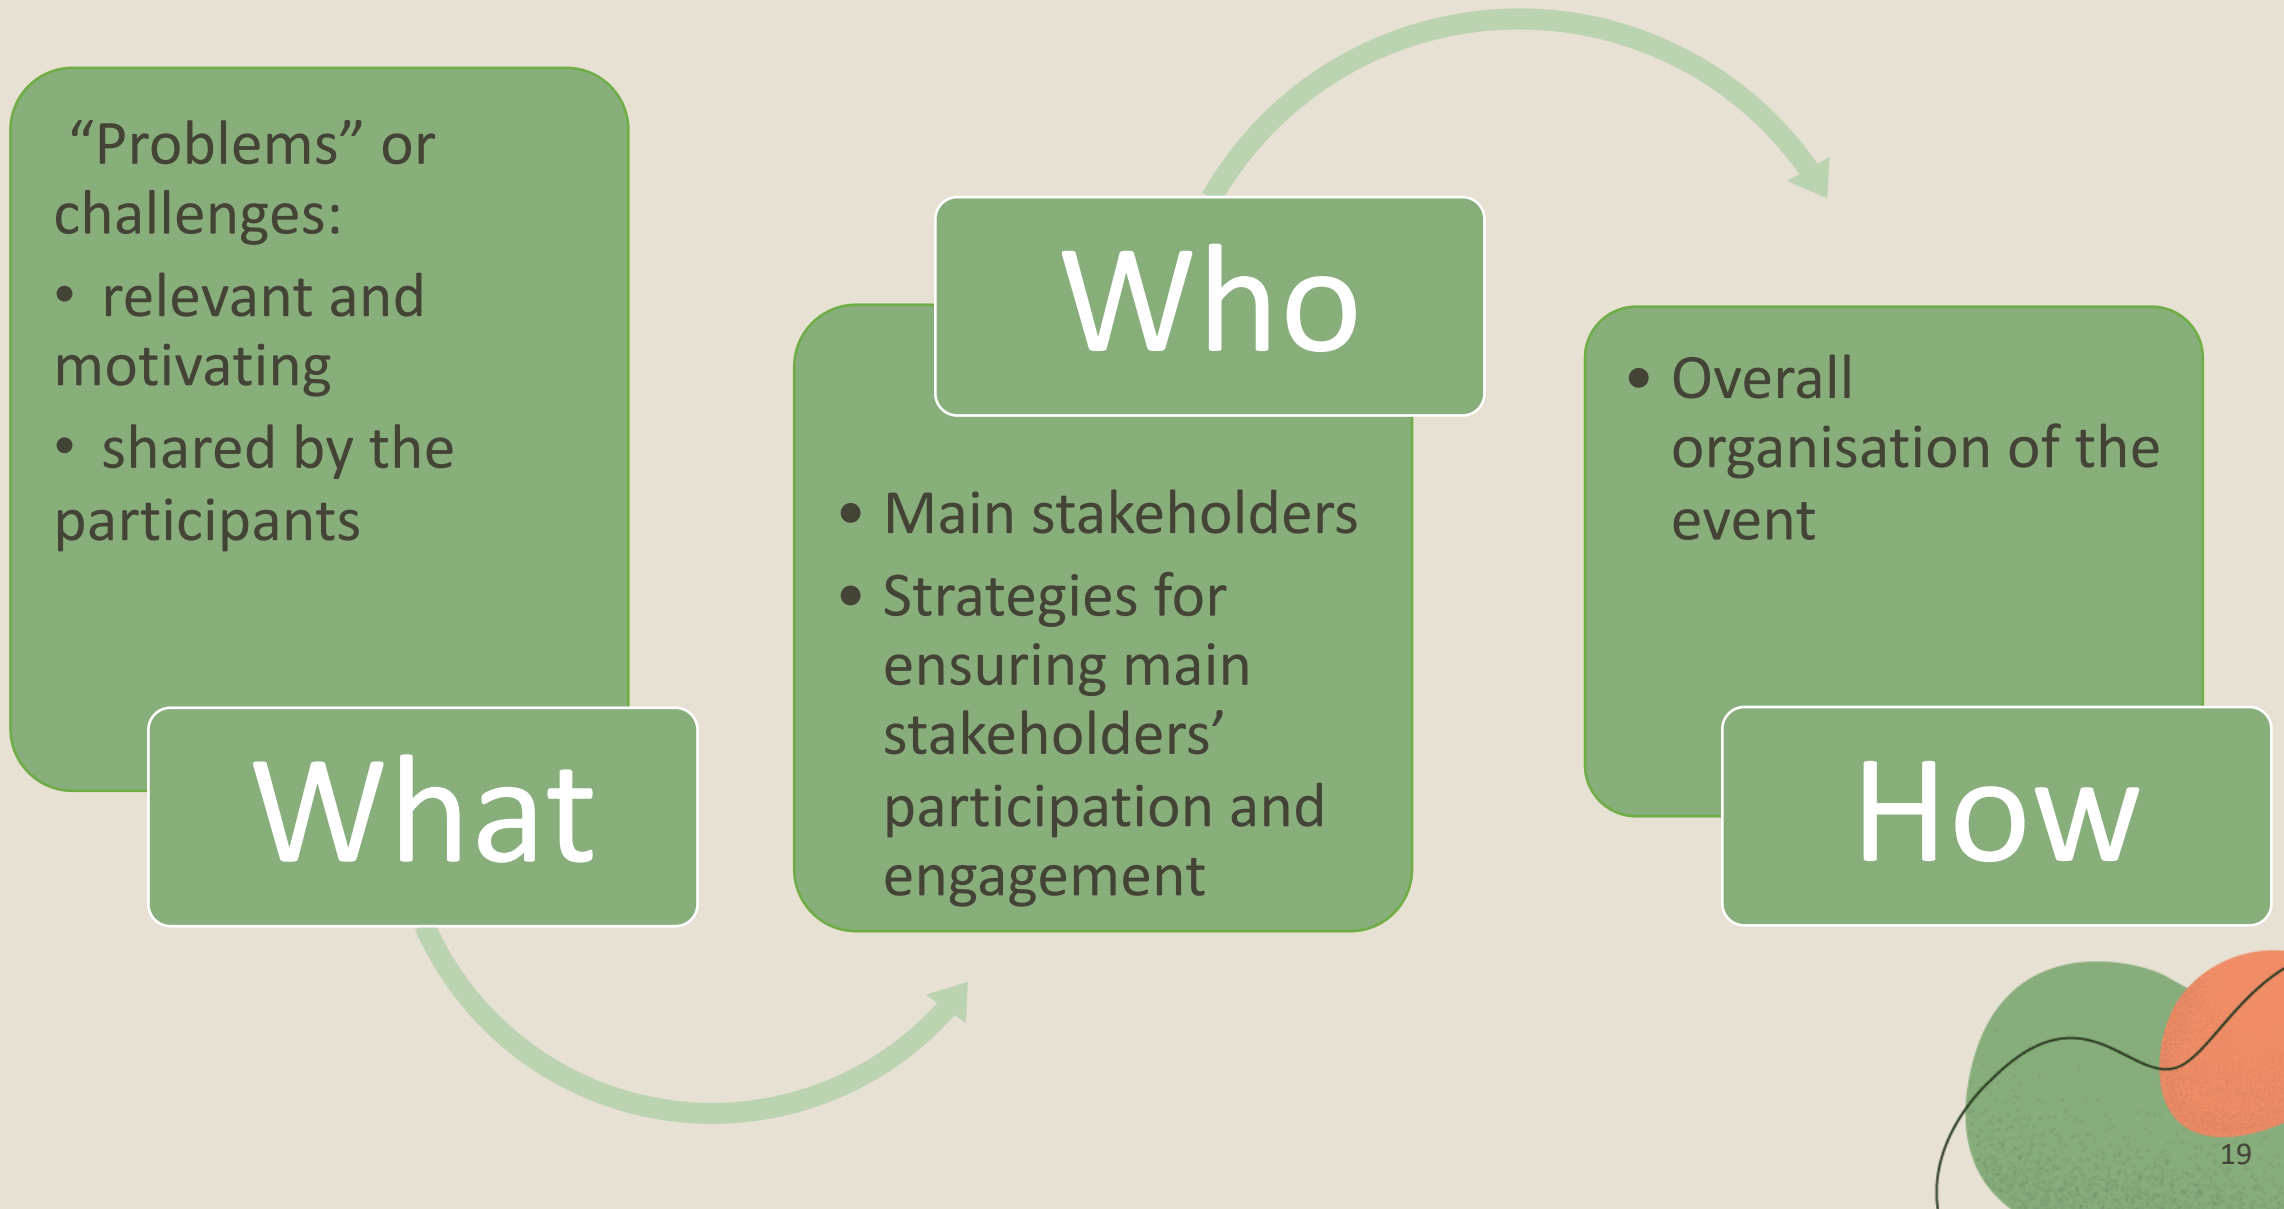 “Problems” or
challenges:
• relevant and
motivating
• shared by the
participants
What
Who
• Main stakeholders
• Strategies for
ensuring main
stakeholders’
participation and
engagement
• Overall
organisation of the
event
How
19